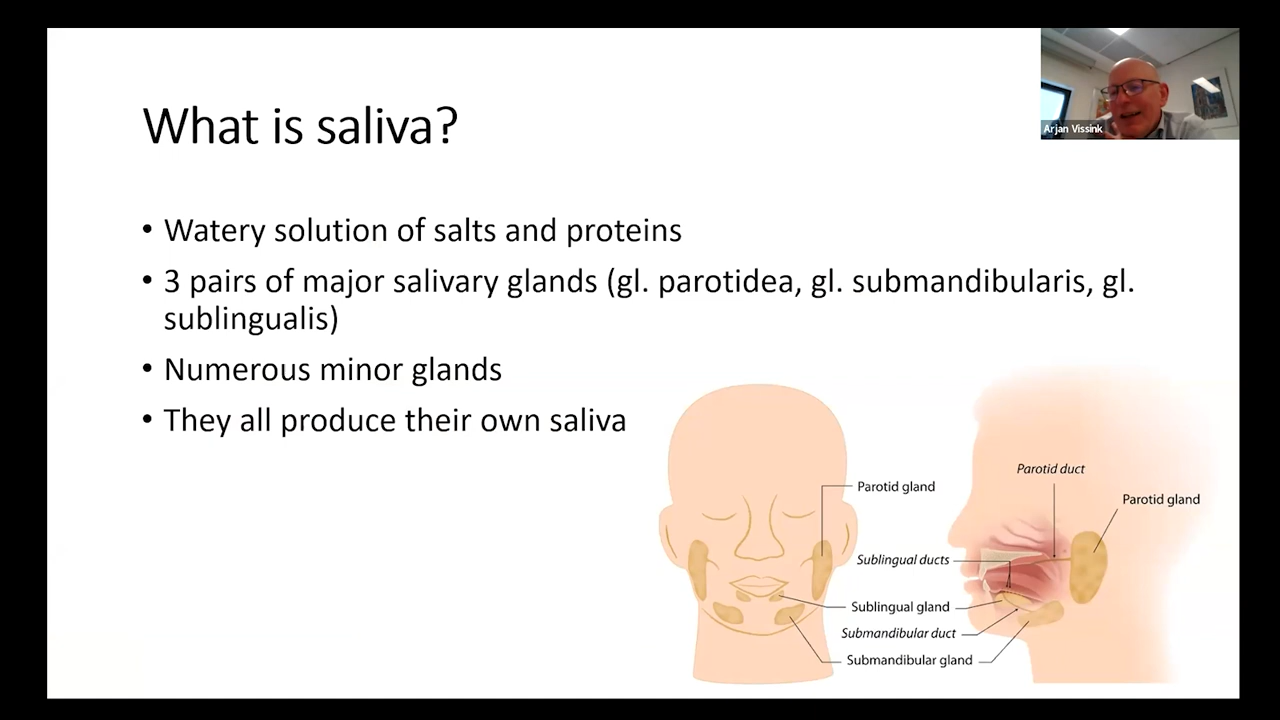 What is saliva?
Arjan Vissink
• Watery solution of salts and proteins
• 3 pairs of major salivary glands (gl. parotidea, gl. submandibularis, gl.
sublingualis)
• Numerous minor glands
• They all produce their own saliva
Parotid duct
Parotid gland
Parotid gland
Sublingual ducts
Sublingual gland
Submandibular duct
Submandibular gland